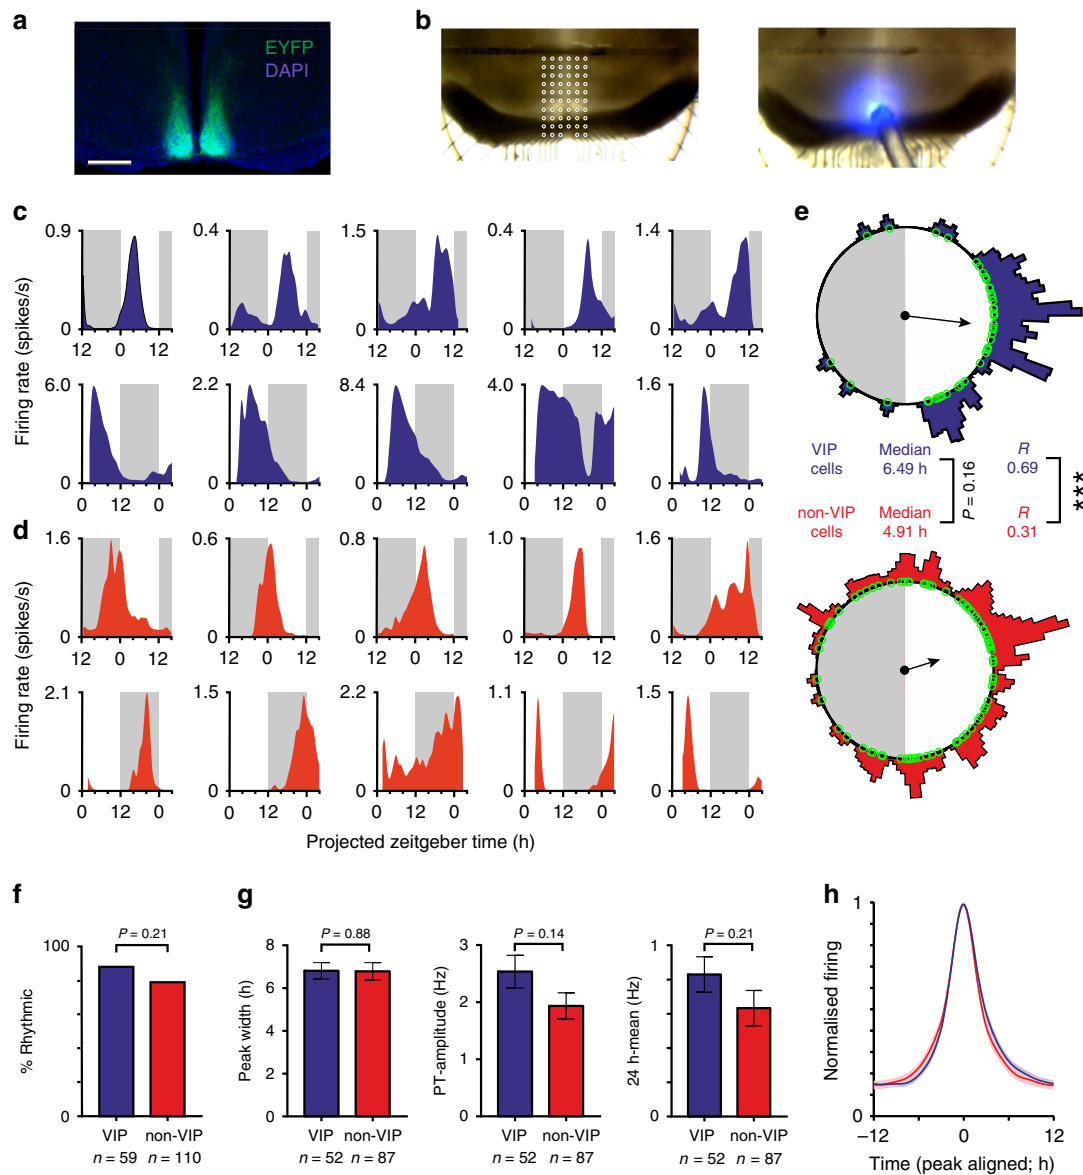 a
EYFP
DAPI
b
c
Firing rate (spikes/s)
0.9
0
12 0 12
0.4
0
12 0 12
1.5
0
12 0 12
0.4
0
12 0 12
1.4
0
12 0 12
6.0
0
0 12 0
2.2
0
0 12 0
8.4
0
0 12 0
4.0
0
0 12 0
1.6
0
0 12 0
d
Firing rate (spikes/s)
1.6
0
12 0 12
0.6
0
12 0 12
0.8
0
12 0 12
1.0
0
12 0 12
1.6
0
12 0 12
2.1
0
0 12 0
1.5
0
0 12 0
2.2
0
0 12 0
1.1
0
0 12 0
1.5
0
0 12 0
Projected zeitgeber time (h)
e
VIP cells
Median 6.49 h
R 0.69
P = 0.16
***
non-VIP cells
Median 4.91 h
R 0.31
f
% Rhythmic
100
0
P = 0.21
VIP non-VIP
n = 59 n = 110
g
Peak width (h)
8
6
4
2
0
P = 0.88
VIP non-VIP
n = 52 n = 87
PT-amplitude (Hz)
3
2
1
0
P = 0.14
VIP non-VIP
n = 52 n = 87
24 h-mean (Hz)
1
0
P = 0.21
VIP non-VIP
n = 52 n = 87
h
Normalised firing
1
0
−12 0 12
Time (peak aligned; h)